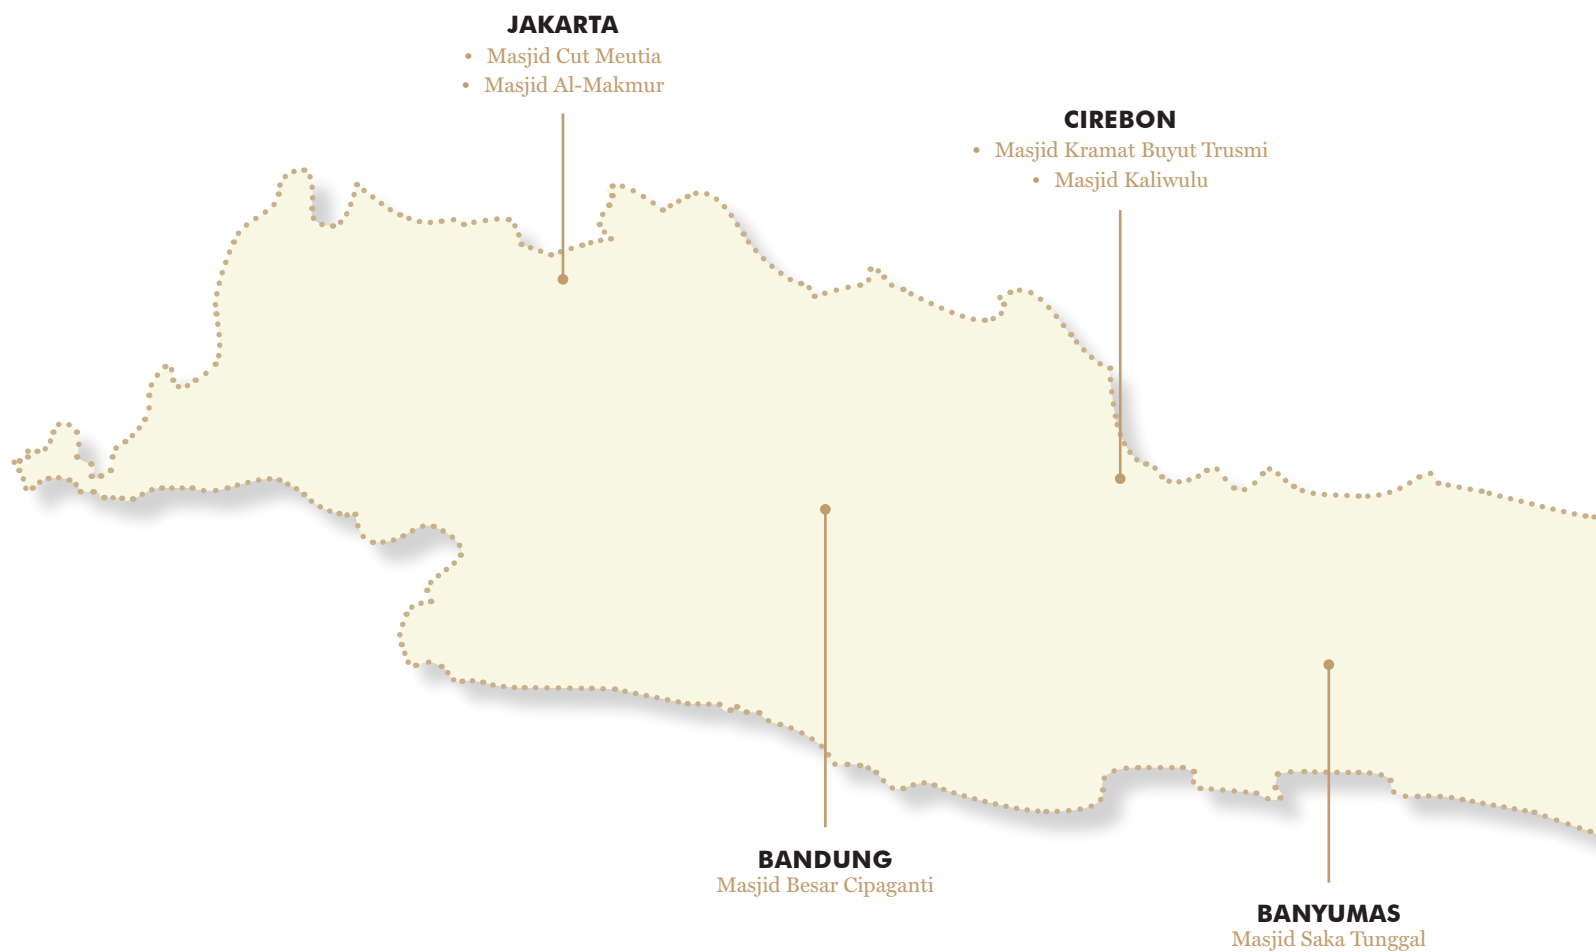 JAKARTA
• Masjid Cut Meutia
• Masjid Al-Makmur
CIREBON
• Masjid Kramat Buyut Trusmi
• Masjid Kaliwulu
BANDUNG
Masjid Besar Cipaganti
BANYUMAS
Masjid Saka Tunggal